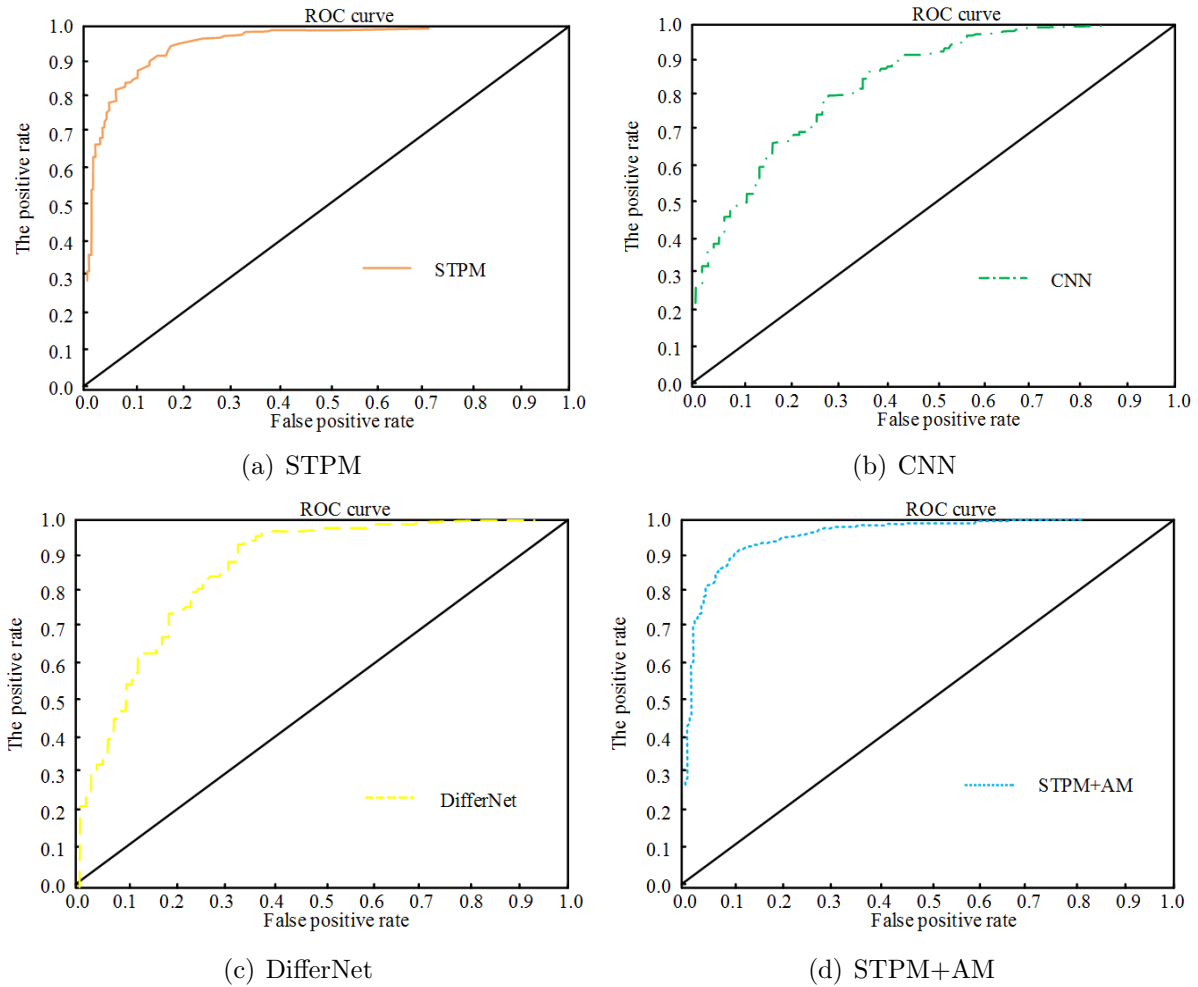 ROC curve
1.0
0.9
0.8
0.7
0.6
0.5
0.4
0.3
0.2
0.1
0.0
The positive rate
STPM
0.0 0.1 0.2 0.3 0.4 0.5 0.6 0.7 0.8 0.9 1.0
False positive rate
(a) STPM
ROC curve
1.0
0.9
0.8
0.7
0.6
0.5
0.4
0.3
0.2
0.1
0.0
The positive rate
CNN
0.0 0.1 0.2 0.3 0.4 0.5 0.6 0.7 0.8 0.9 1.0
False positive rate
(b) CNN
ROC curve
1.0
0.9
0.8
0.7
0.6
0.5
0.4
0.3
0.2
0.1
0.0
The positive rate
DifferNet
0.0 0.1 0.2 0.3 0.4 0.5 0.6 0.7 0.8 0.9 1.0
False positive rate
(c) DifferNet
ROC curve
1.0
0.9
0.8
0.7
0.6
0.5
0.4
0.3
0.2
0.1
0.0
The positive rate
STPM+AM
0.0 0.1 0.2 0.3 0.4 0.5 0.6 0.7 0.8 0.9 1.0
False positive rate
(d) STPM+AM